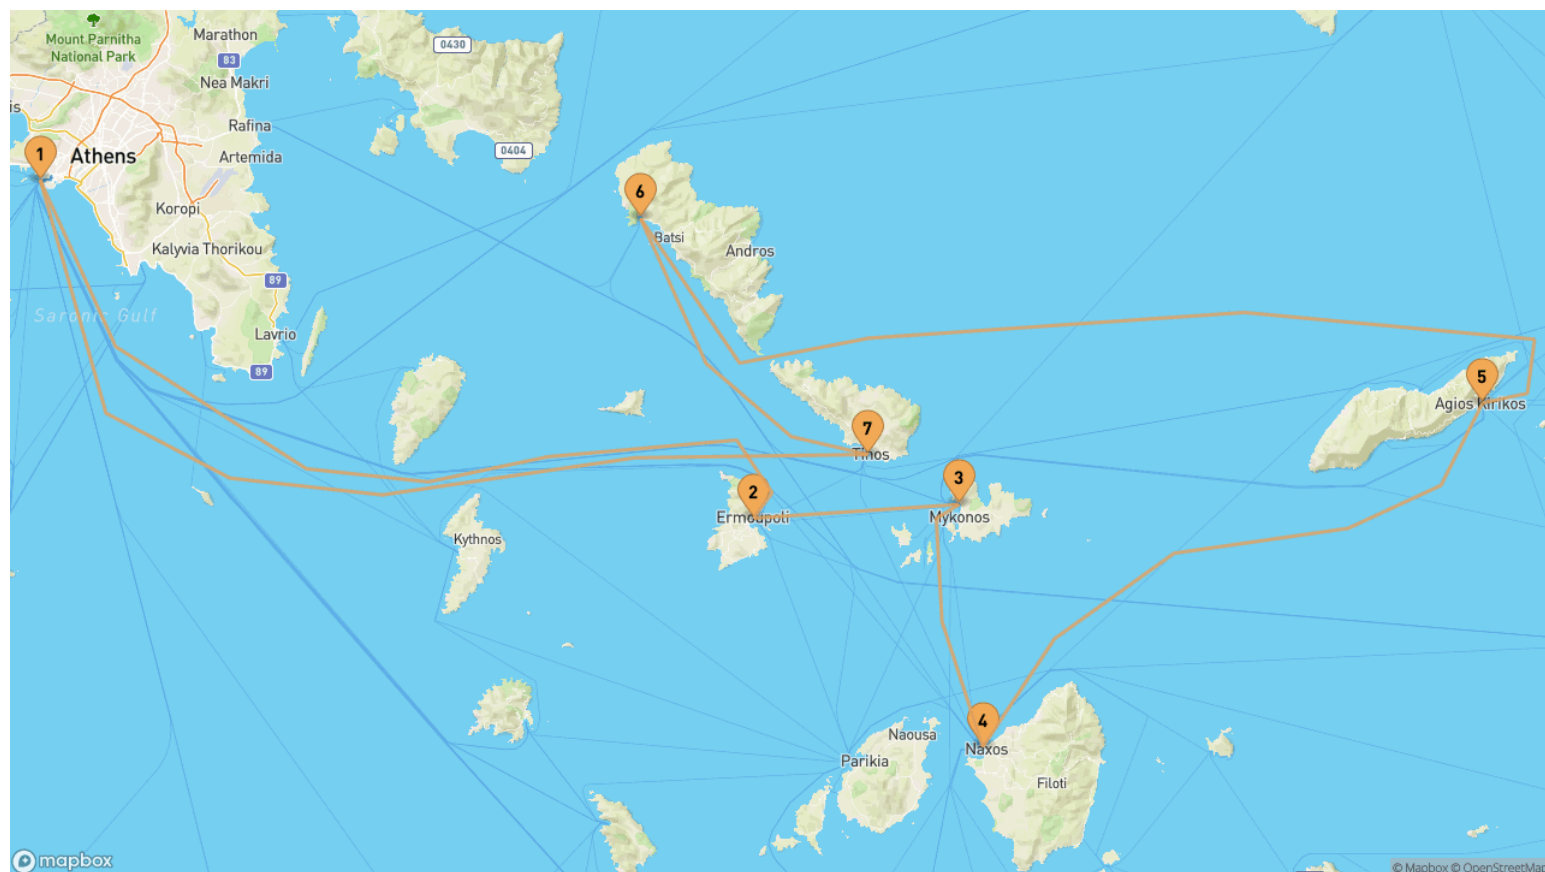 Marathon
Mount Parnitha
National Park
0430
83
Nea Makri
is
Rafina
0404
1
Athens
Artemida
6
Koropi
Batsi
Kalyvia Thorikou
Andros
89
Saronic Gulf
Lavrio
89
5
Agios Kirikos
7
Tinos
3
2
Ermoupoli
Mykonos
Kythnos
4
Naousa
Naxos
Parikia
Filoti
mapbox
© Mapbox © OpenStreetMap